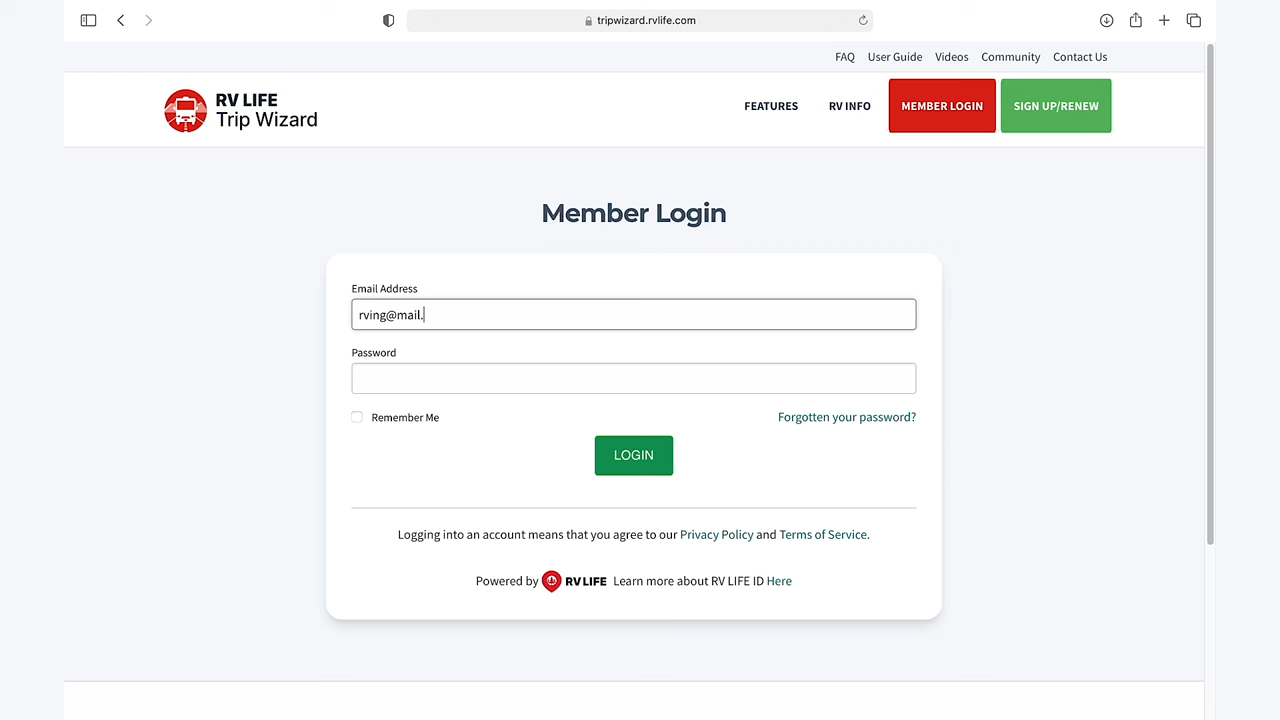 tripwizard.rvlife.com
FAQ User Guide Videos Community Contact Us
RV LIFE
Trip Wizard
FEATURES RV INFO MEMBER LOGIN SIGN UP/RENEW
Member Login
Email Address
rving@mail.
Password
Remember Me Forgotten your password?
LOGIN
Logging into an account means that you agree to our Privacy Policy and Terms of Service.
Powered by RV LIFE Learn more about RV LIFE ID Here